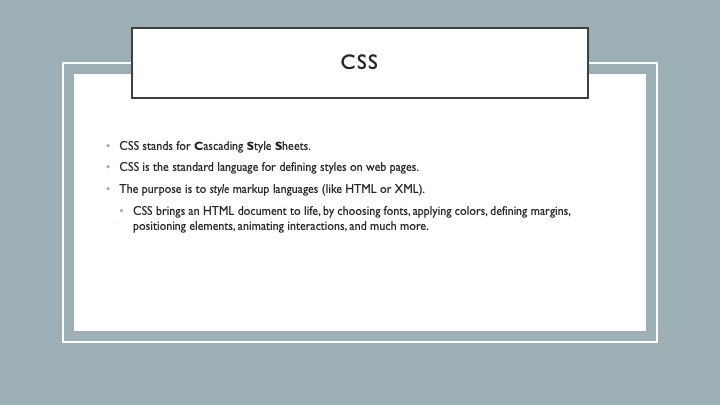 CSS
• CSS stands for Cascading Style Sheets.
• CSS is the standard language for defining styles on web pages.
• The purpose is to style markup languages (like HTML or XML).
• CSS brings an HTML document to life, by choosing fonts, applying colors, defining margins,
positioning elements, animating interactions, and much more.